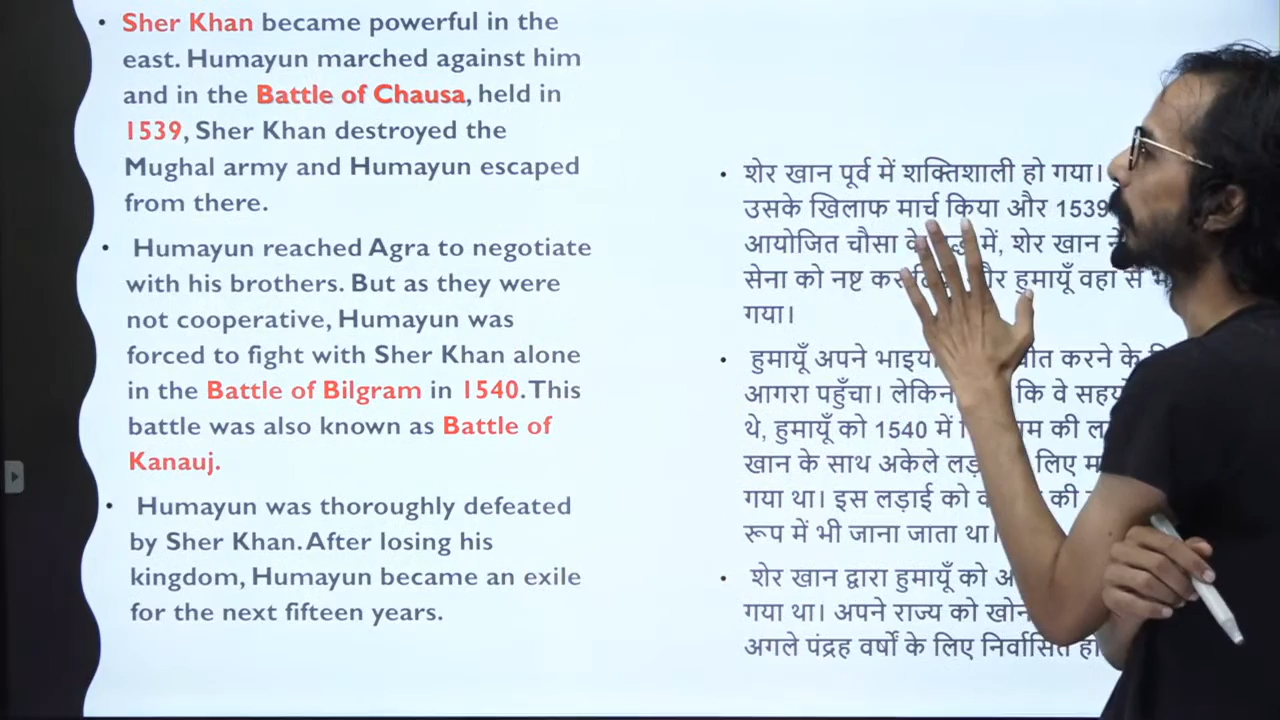 Sher Khan became powerful in the
east. Humayun marched against him
and in the Battle of Chausa, held in
1539, Sher Khan destroyed the
Mughal army and Humayun escaped
from there.
Humayun reached Agra to negotiate
with his brothers. But as they were
not cooperative, Humayun was
forced to fight with Sher Khan alone
in the Battle of Bilgram in 1540. This
battle was also known as Battle of
Kanauj.
Humayun was thoroughly defeated
by Sher Khan. After losing his
kingdom, Humayun became an exile
for the next fifteen years.
शेर खान पूर्व में शक्तिशाली हो गया।
उसके खिलाफ मार्च किया और 1539
आयोजित चौसा में, शेर खान
सेना को नष्ट और हुमायूँ वहां से
गया।
हुमायूँ अपने करने के
आगरा पहुँचा। लेकिन कि वे
थे, हुमायूँ को 1540 में की
खान के साथ अकेले लिए
गया था। इस लड़ाई को की
रूप में भी जाना जाता था।
शेर खान द्वारा हुमायूँ को
गया था। अपने राज्य को
अगले पंद्रह वर्षों के लिए निर्वासित